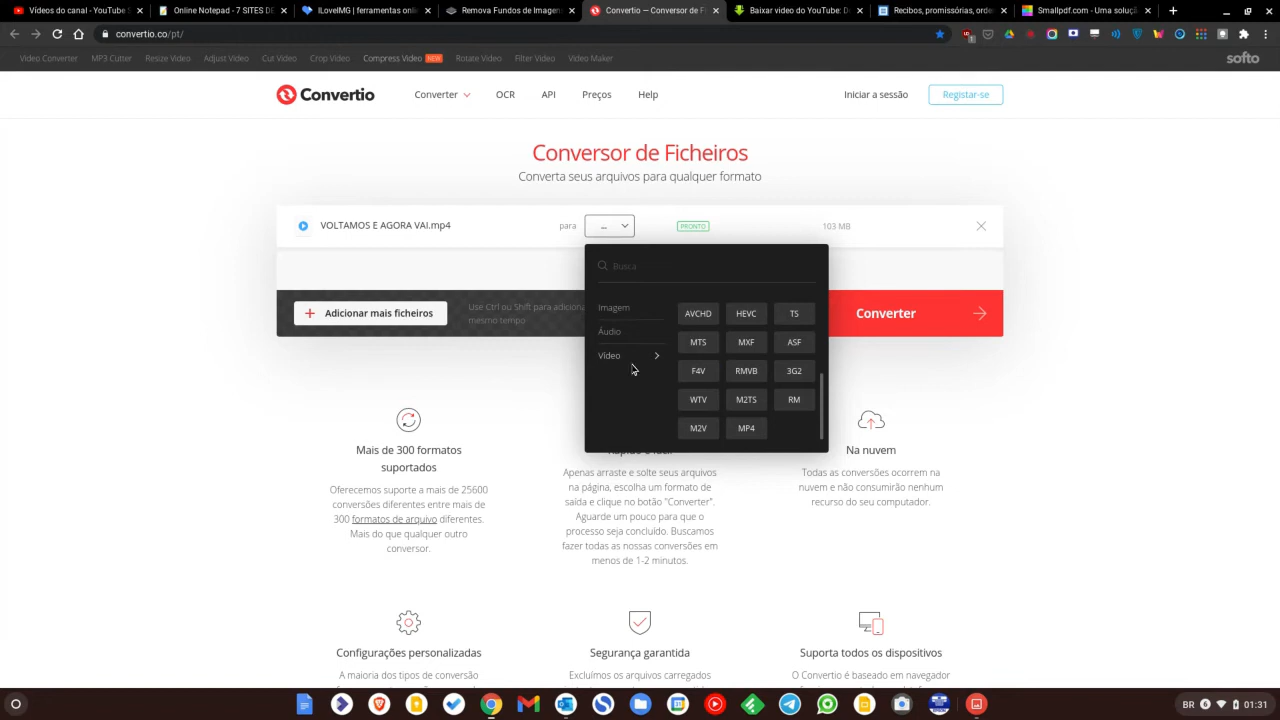 Vídeos do canal - YouTube S
Online Notepad - 7 SITES DE
ILoveIMG | ferramentas onli
Remova Fundos de Imagens
Convertio — Conversor de F
Baixar video do YouTube: D
Recibos, promissórias, orde
Smallpdf.com - Uma soluçã
convertio.co/pt/
Video Converter
MP3 Cutter
Resize Video
Adjust Video
Cut Video
Crop Video
Compress Video NEW
Rotate Video
Filter Video
Video Maker
softo
Convertio
Converter
OCR
API
Preços
Help
Iniciar a sessão
Registar-se
Conversor de Ficheiros
Converta seus arquivos para qualquer formato
VOLTAMOS E AGORA VAI.mp4
para
...
PRONTO
103 MB
Busca
Imagem
Áudio
Vídeo
AVCHD HEVC TS
MTS MXF ASF
F4V RMVB 3G2
WTV M2TS RM
M2V MP4
Adicionar mais ficheiros
Use Ctrl ou Shift para adiciona
mesmo tempo
Converter
Mais de 300 formatos
suportados
Oferecemos suporte a mais de 25600
conversões diferentes entre mais de
300 formatos de arquivo diferentes.
Mais do que qualquer outro
conversor.
Apenas arraste e solte seus arquivos
na página, escolha um formato de
saída e clique no botão "Converter".
Aguarde um pouco para que o
processo seja concluído. Buscamos
fazer todas as nossas conversões em
menos de 1-2 minutos.
Na nuvem
Todas as conversões ocorrem na
nuvem e não consumirão nenhum
recurso do seu computador.
Configurações personalizadas
A maioria dos tipos de conversão
Segurança garantida
Excluímos os arquivos carregados
Suporta todos os dispositivos
O Convertio é baseado em navegador
BR 6 01:31